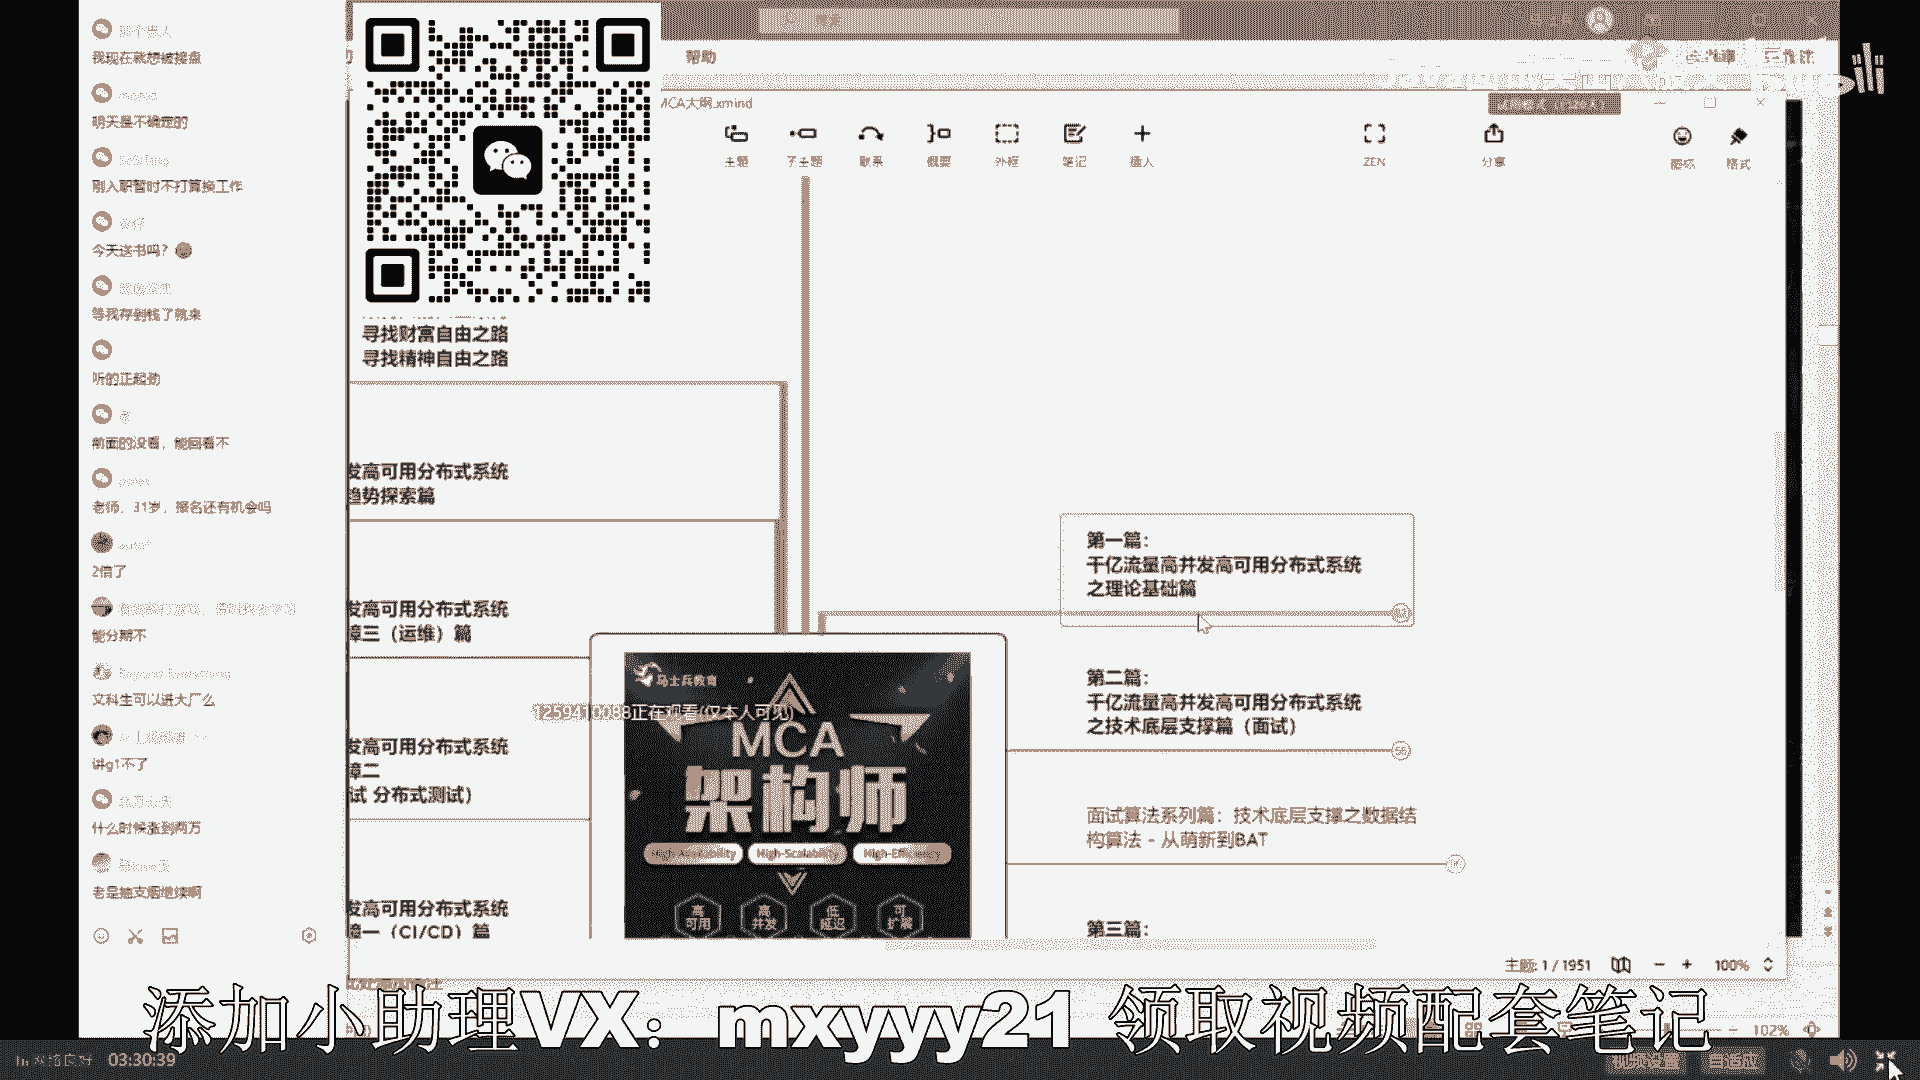 我现在就想被接盘
明天是不确定的
刚入职暂时不打算换工作
今天送书吗？
等我存到钱了就来
听的正起劲
前面的没看，能回看不
老师，31岁，报名还有机会吗
2倍了
能分期不
文科生可以进大厂么
讲g1不了
什么时候涨到两万
老是抽支烟继续啊
帮助
MCA大纲.xmind
主题
子主题
联系
概要
外框
笔记
插入
ZEN
分享
格式
寻找财富自由之路
寻找精神自由之路
发高可用分布式系统
趋势探索篇
发高可用分布式系统
障三（运维）篇
发高可用分布式系统
障二
试 分布式测试）
发高可用分布式系统
障一（CI/CD）篇
第一篇：
千亿流量高并发高可用分布式系统
之理论基础篇
第二篇：
千亿流量高并发高可用分布式系统
之技术底层支撑篇（面试）
56
面试算法系列篇：技术底层支撑之数据结
构算法 - 从萌新到BAT
第三篇：
马士兵教育
1259410088正在观看(仅本人可见)
MCA
架构师
High-Availability
High-Scalability
High-Efficiency
高
可用
高
并发
低
延迟
可
扩展
主题: 1 / 1951
100%
添加小助理VX：mxyyy21 领取视频配套笔记
102%
网络良好
03:30:39
视频设置
自适应